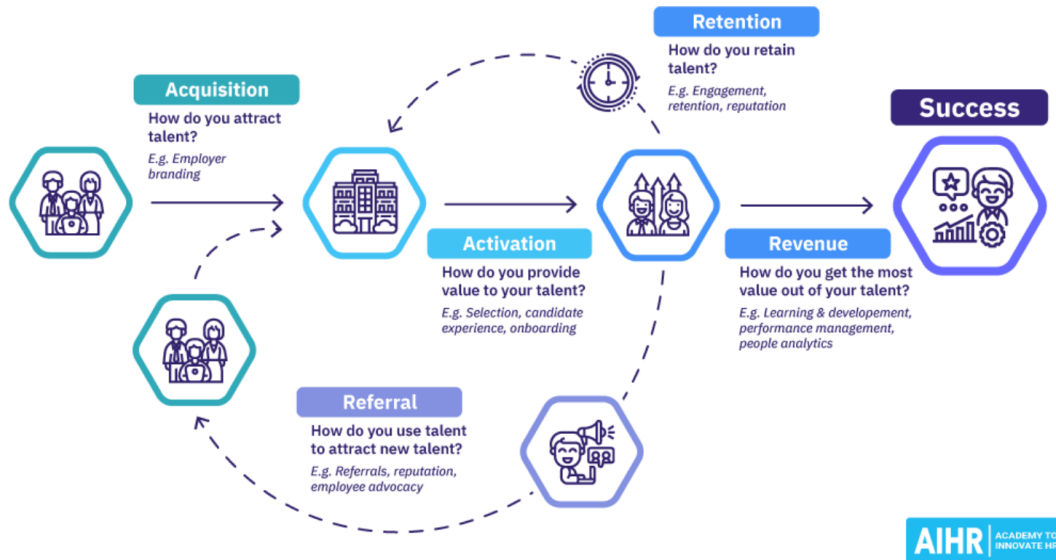 Retention
How do you retain
talent?
E.g. Engagement,
retention, reputation
Acquisition
How do you attract
talent?
E.g. Employer
branding
Success
Activation
How do you provide
value to your talent?
E.g. Selection, candidate
experience, onboarding
Revenue
How do you get the most
value out of your talent?
E.g. Learning & developement,
performance management,
people analytics
Referral
How do you use talent
to attract new talent?
E.g. Referrals, reputation,
employee advocacy
AIHR
ACADEMY TO
INNOVATE HR